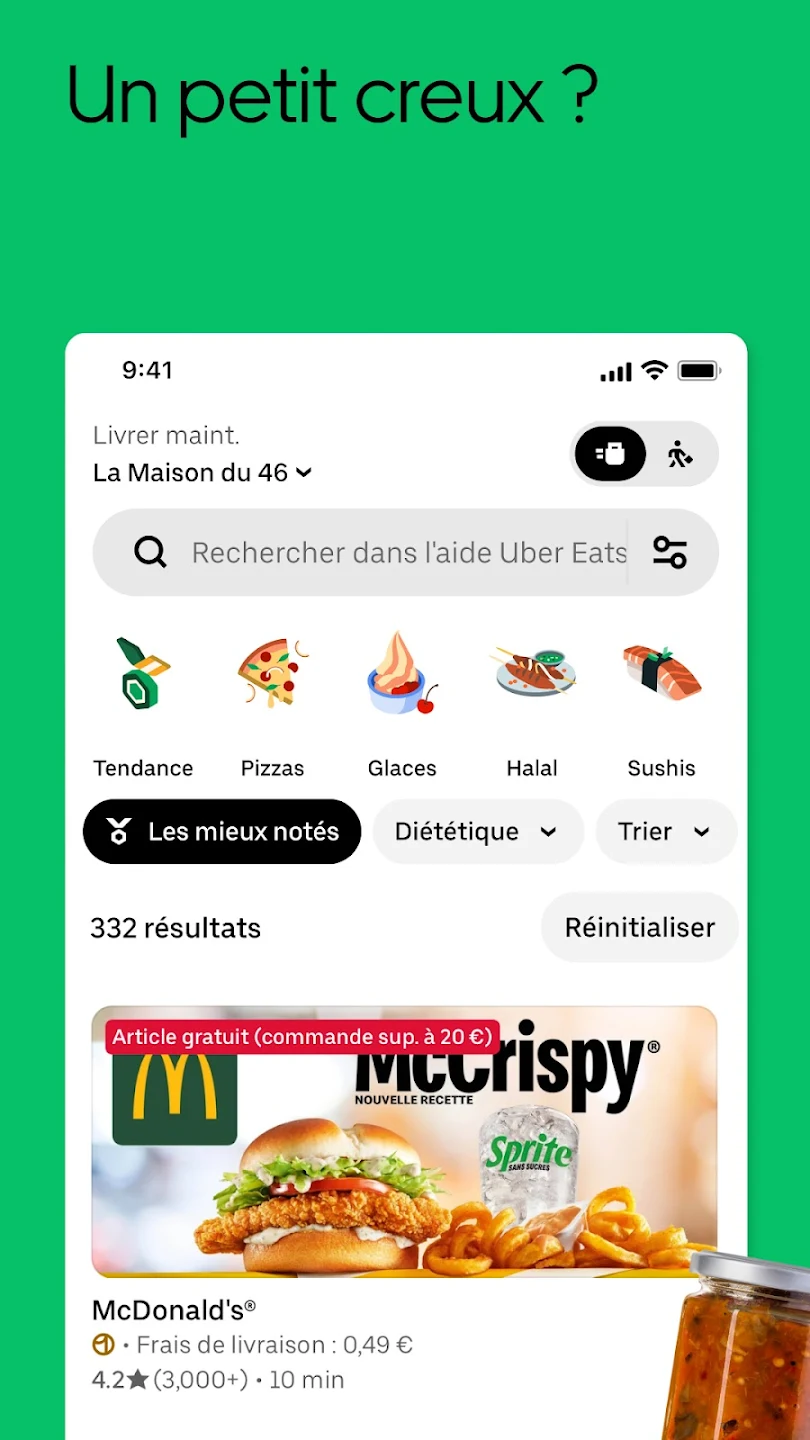 Un petit creux ?
9:41
Livrer maint.
La Maison du 46
Rechercher dans l'aide Uber Eats
Tendance
Pizzas
Glaces
Halal
Sushis
Les mieux notés
Diététique
Trier
332 résultats
Réinitialiser
Article gratuit (commande sup. à 20 €)
McCrispy®
NOUVELLE RECETTE
Sprite
SANS SUCRES
McDonald's®
• Frais de livraison : 0,49 €
4.2★(3,000+) • 10 min